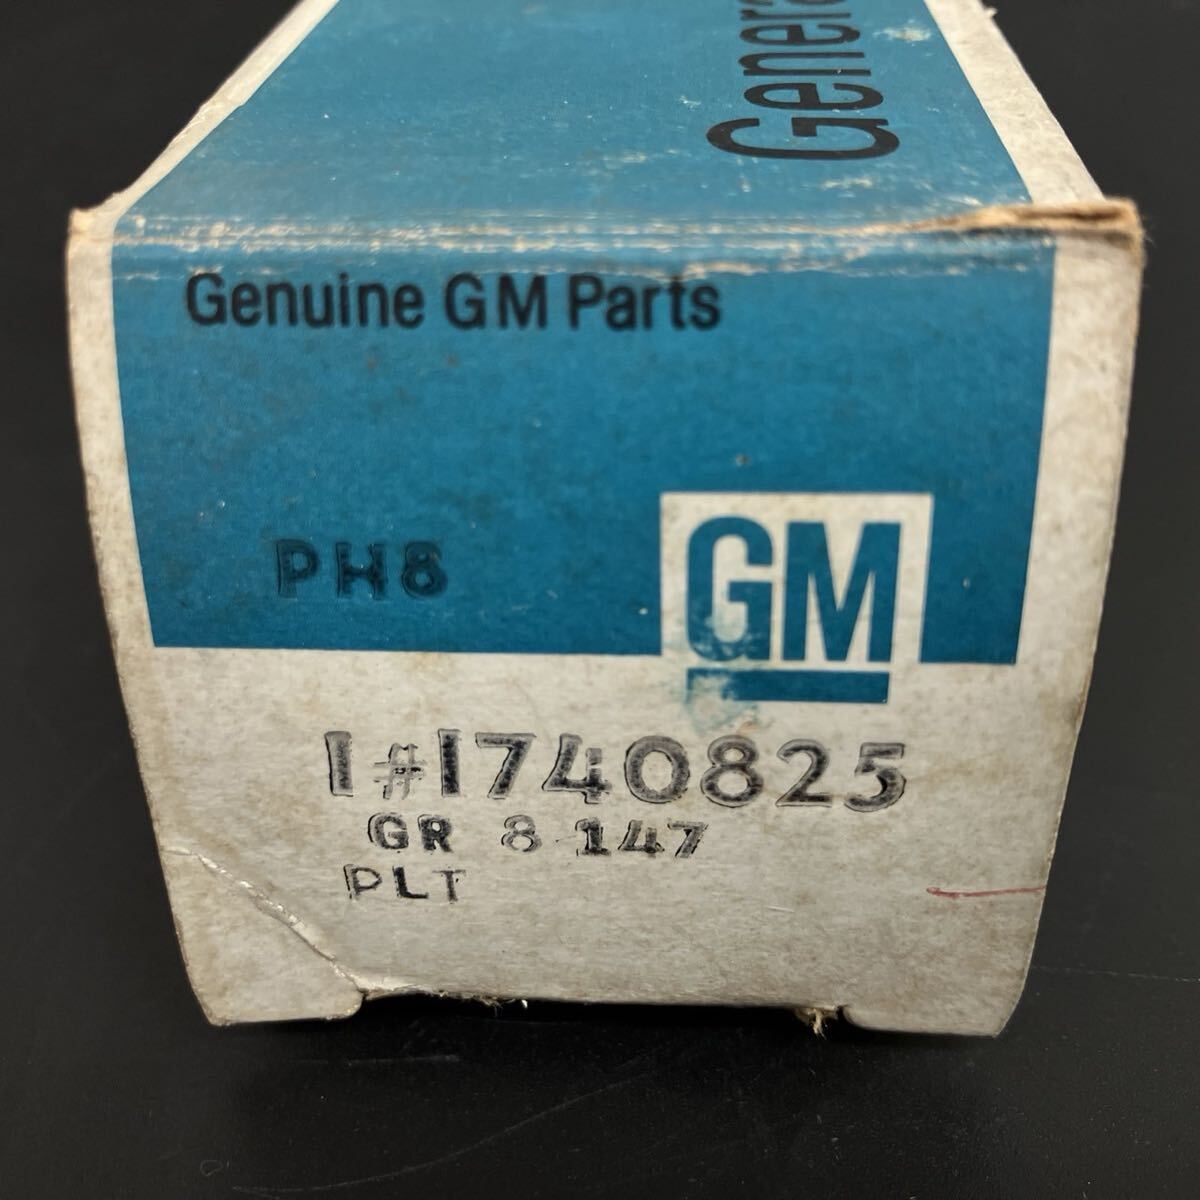 Genera
Genuine GM Parts
PH8
GM
1#1740825
GR 8 147
PLT